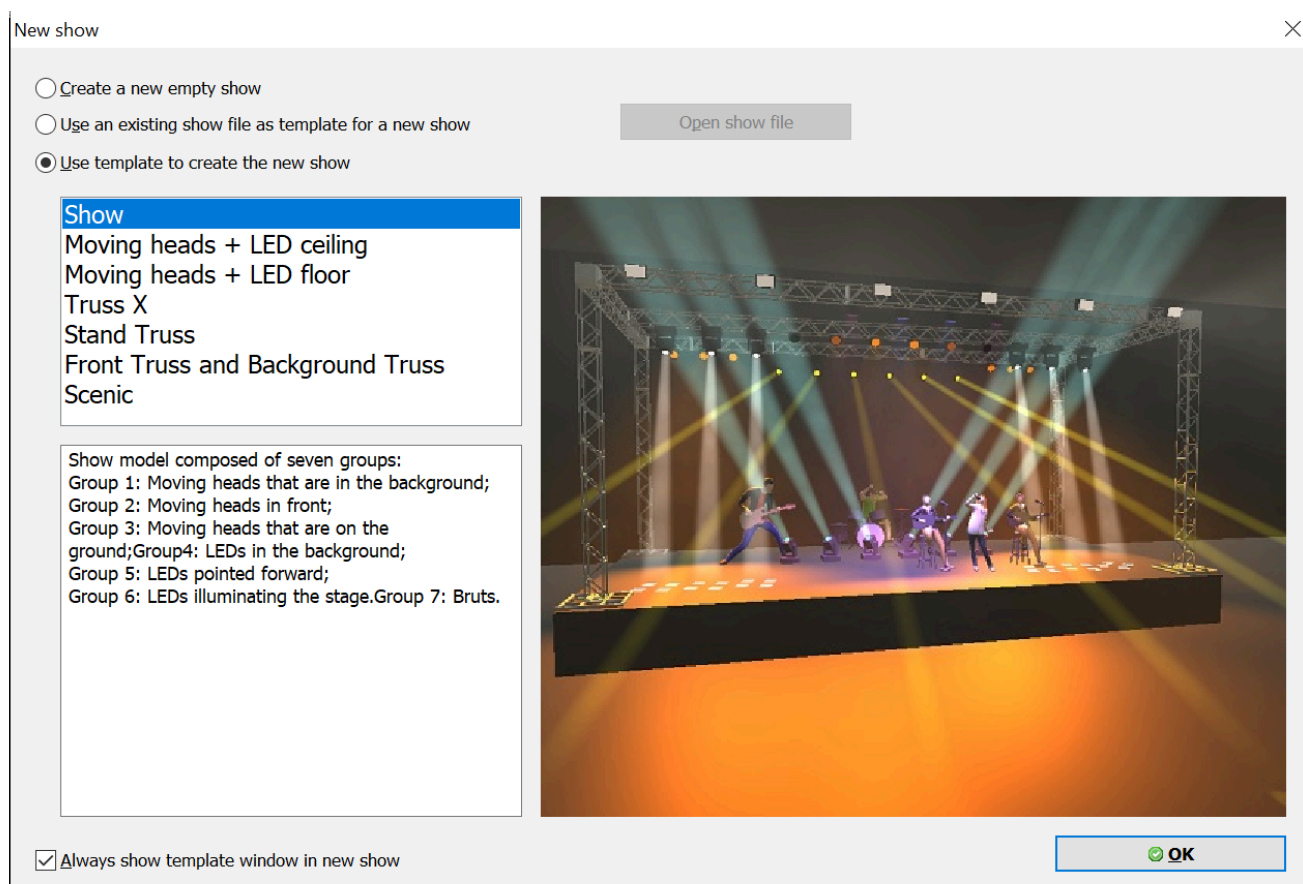 New show
Create a new empty show
Use an existing show file as template for a new show
Open show file
Use template to create the new show
Show
Moving heads + LED ceiling
Moving heads + LED floor
Truss X
Stand Truss
Front Truss and Background Truss
Scenic
Show model composed of seven groups:
Group 1: Moving heads that are in the background;
Group 2: Moving heads in front;
Group 3: Moving heads that are on the
ground;Group4: LEDs in the background;
Group 5: LEDs pointed forward;
Group 6: LEDs illuminating the stage.Group 7: Bruts.
Always show template window in new show
OK